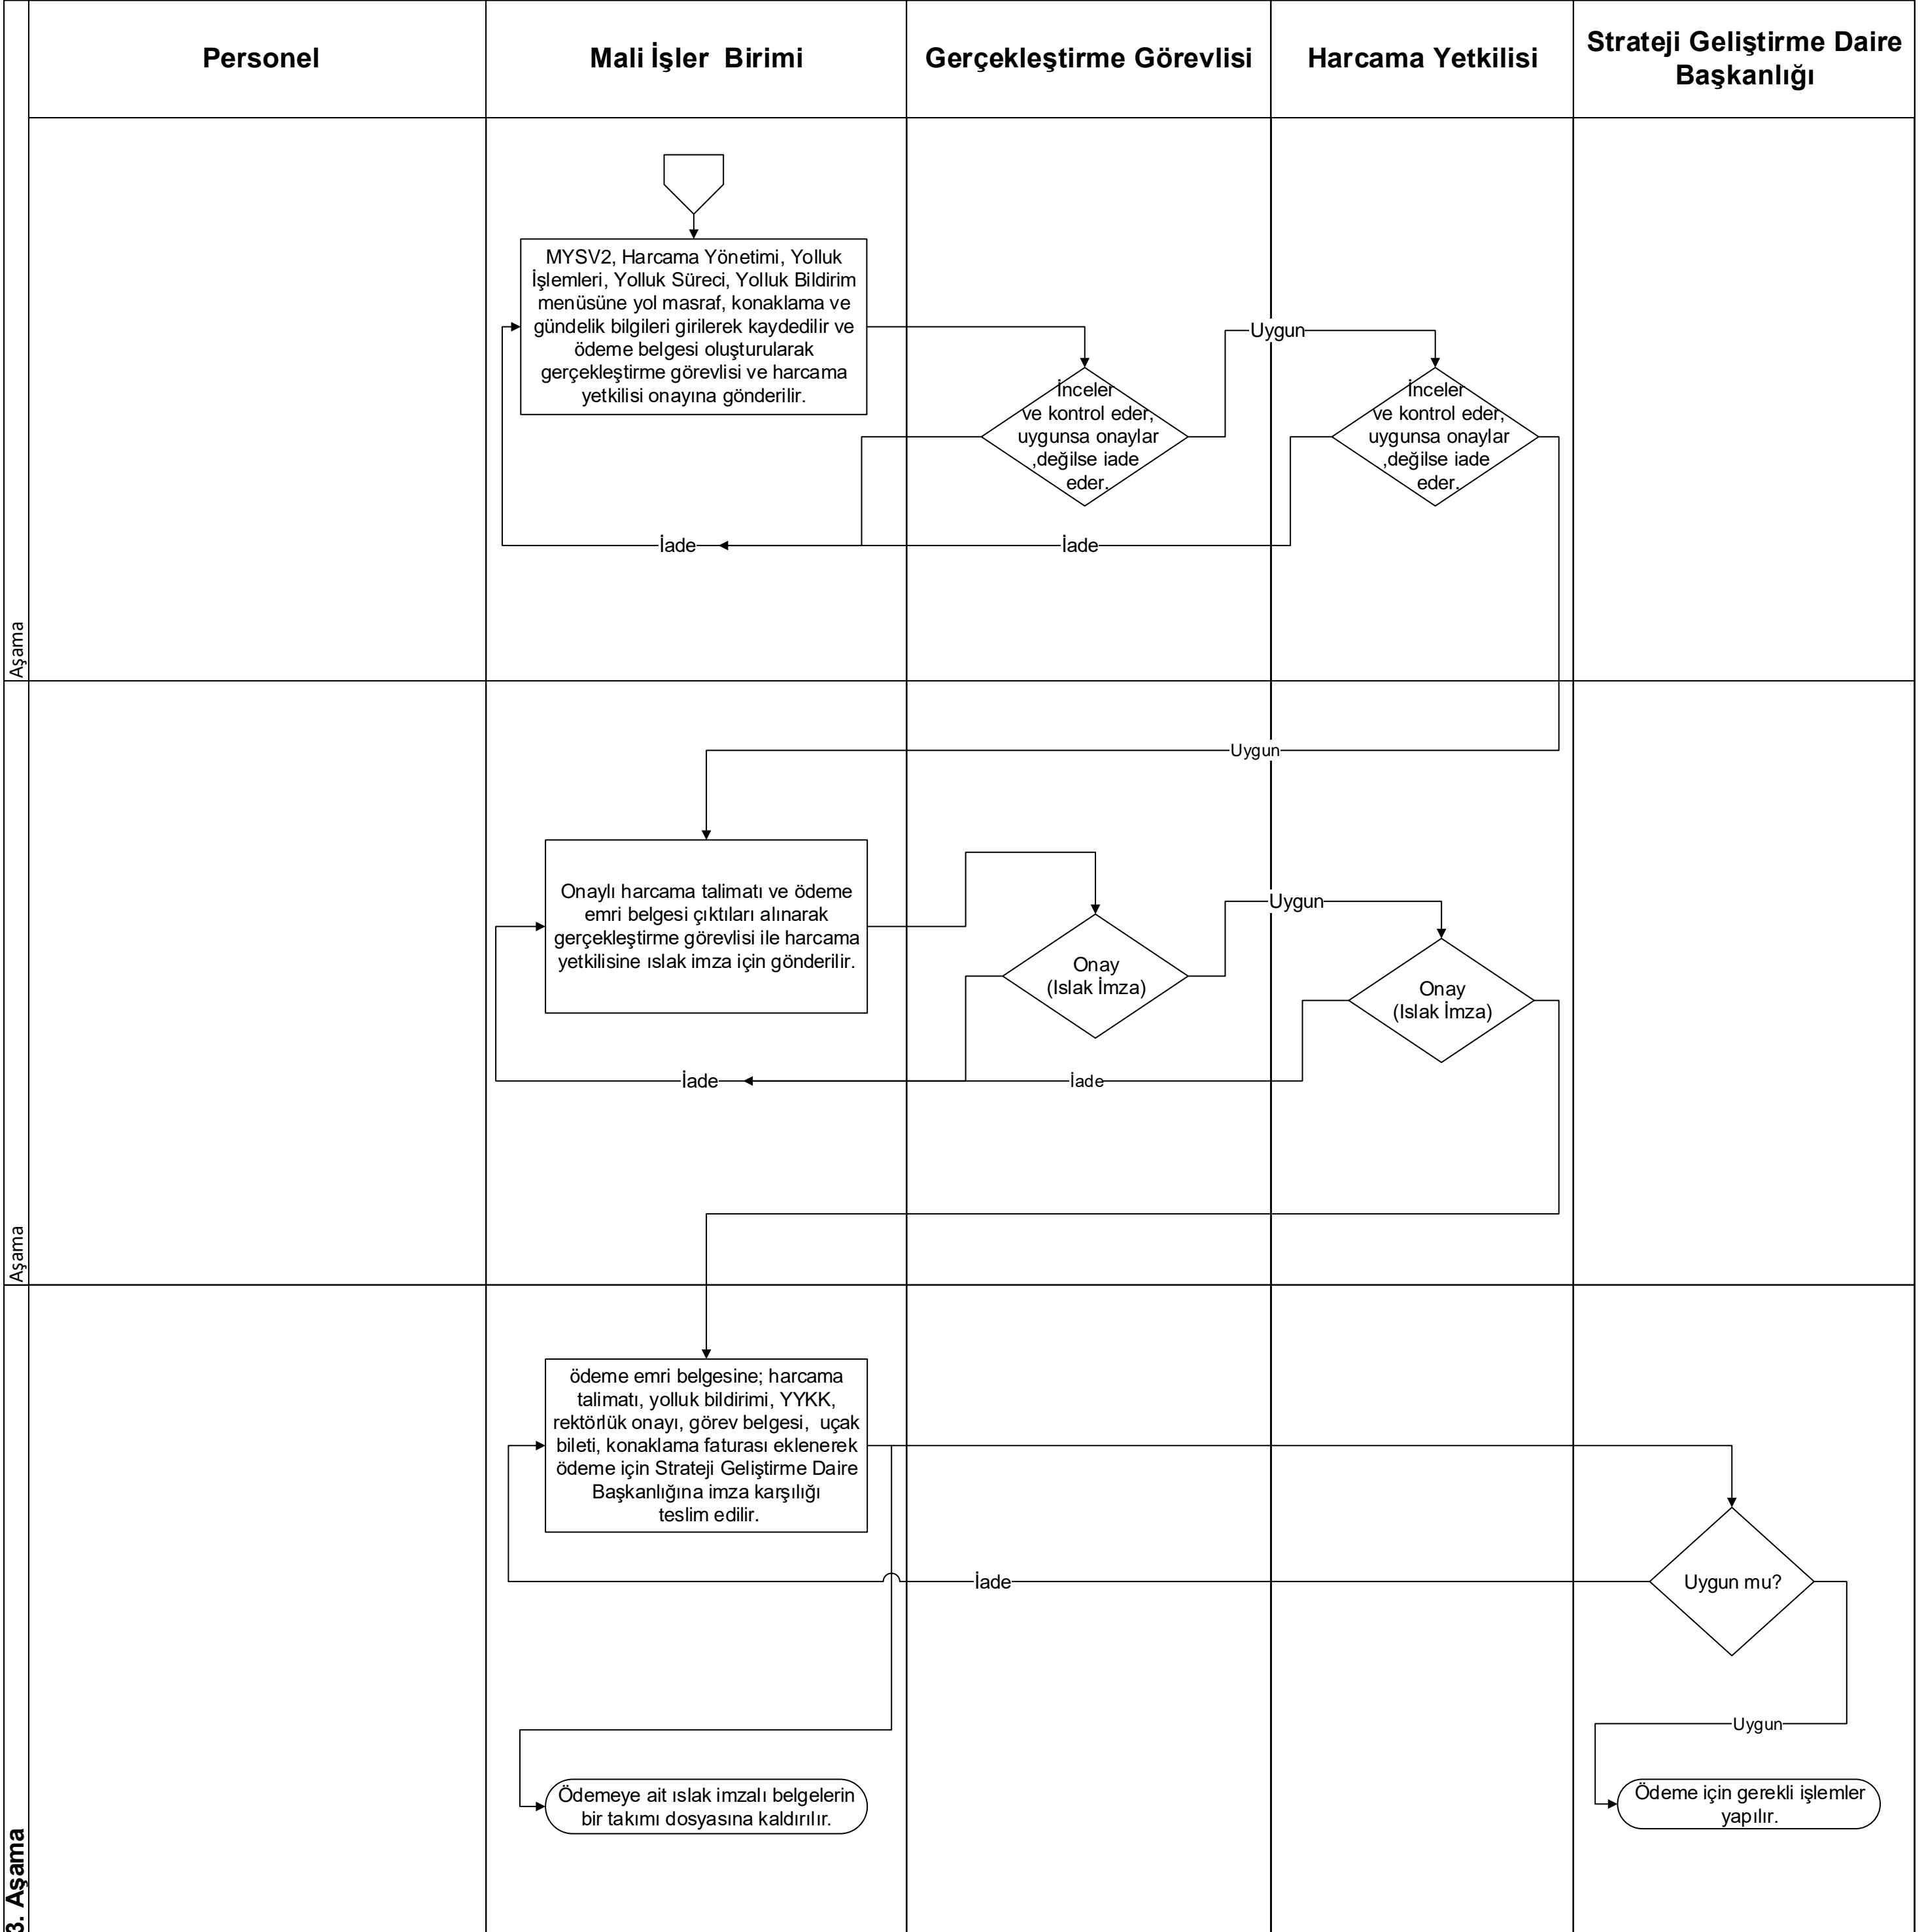 Personel
Mali İşler  Birimi
Gerçekleştirme Görevlisi
Harcama Yetkilisi
Strateji Geliştirme Daire
Başkanlığı
MYSV2, Harcama Yönetimi, Yolluk
İşlemleri, Yolluk Süreci, Yolluk Bildirim
menüsüne yol masraf, konaklama ve
gündelik bilgileri girilerek kaydedilir ve
ödeme belgesi oluşturularak
gerçekleştirme görevlisi ve harcama
yetkilisi onayına gönderilir.
Uygun
İnceler
ve kontrol eder,
uygunsa onaylar
,değilse iade
eder.
İnceler
ve kontrol eder,
uygunsa onaylar
,değilse iade
eder.
İade
İade
Aşama
Uygun
Onaylı harcama talimatı ve ödeme
emri belgesi çıktıları alınarak
gerçekleştirme görevlisi ile harcama
yetkilisine ıslak imza için gönderilir.
Uygun
Onay
(Islak İmza)
Onay
(Islak İmza)
İade
İade
Aşama
ödeme emri belgesine; harcama
talimatı, yolluk bildirimi, YYKK,
rektörlük onayı, görev belgesi,  uçak
bileti, konaklama faturası eklenerek
ödeme için Strateji Geliştirme Daire
Başkanlığına imza karşılığı
teslim edilir.
İade
Uygun mu?
Uygun
Ödemeye ait ıslak imzalı belgelerin
bir takımı dosyasına kaldırılır.
Ödeme için gerekli işlemler
yapılır.
3. Aşama